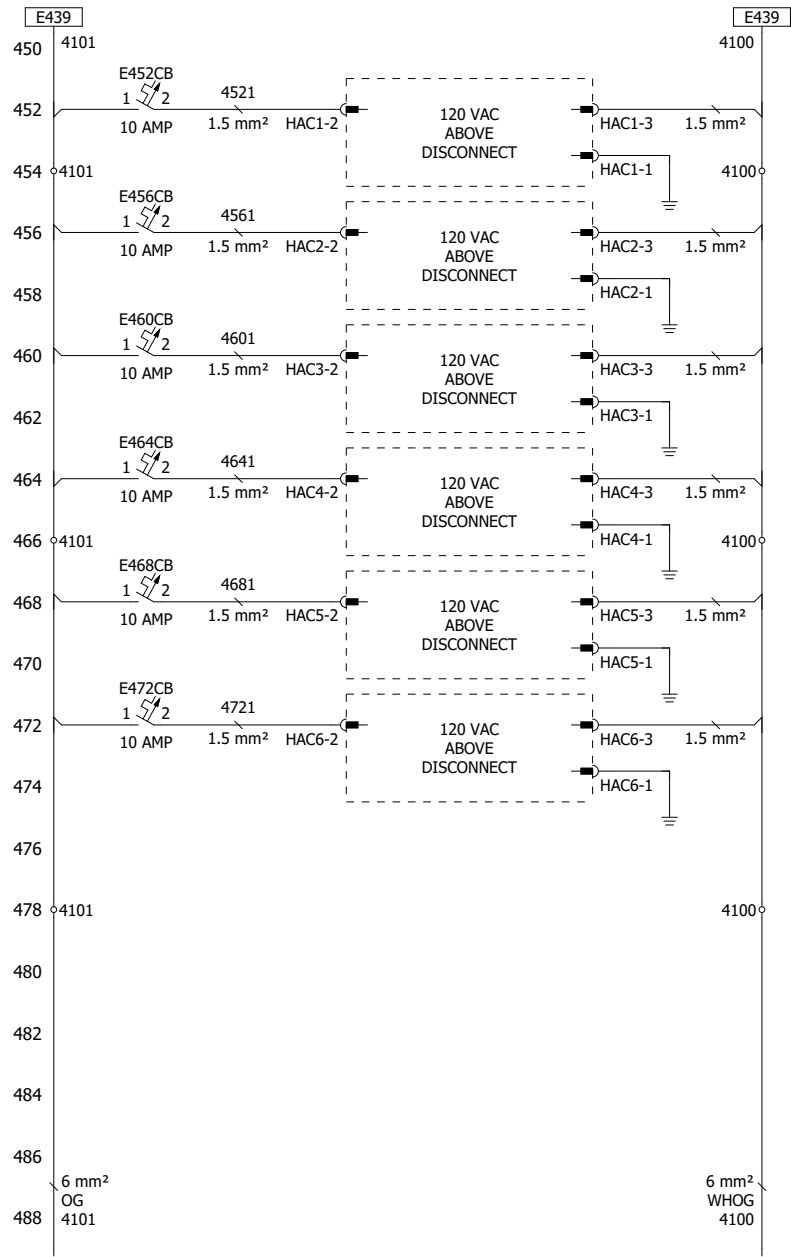 E439 E439
450 4101 4100
E452CB
1 2 4521
452
10 AMP 1.5 mm² HAC1-2 120 VAC HAC1-3 1.5 mm²
ABOVE
DISCONNECT
454 4101 HAC1-1 4100
E456CB
1 2 4561
456
10 AMP 1.5 mm² HAC2-2 120 VAC HAC2-3 1.5 mm²
ABOVE
DISCONNECT
458 HAC2-1
E460CB
1 2 4601
460
10 AMP 1.5 mm² HAC3-2 120 VAC HAC3-3 1.5 mm²
ABOVE
DISCONNECT
462 HAC3-1
E464CB
1 2 4641
464
10 AMP 1.5 mm² HAC4-2 120 VAC HAC4-3 1.5 mm²
ABOVE
DISCONNECT
466 4101 HAC4-1 4100
E468CB
1 2 4681
468
10 AMP 1.5 mm² HAC5-2 120 VAC HAC5-3 1.5 mm²
ABOVE
DISCONNECT
470 HAC5-1
E472CB
1 2 4721
472
10 AMP 1.5 mm² HAC6-2 120 VAC HAC6-3 1.5 mm²
ABOVE
DISCONNECT
474 HAC6-1
476
478 4101 4100
480
482
484
486
6 mm² 6 mm²
OG WHOG
488 4101 4100